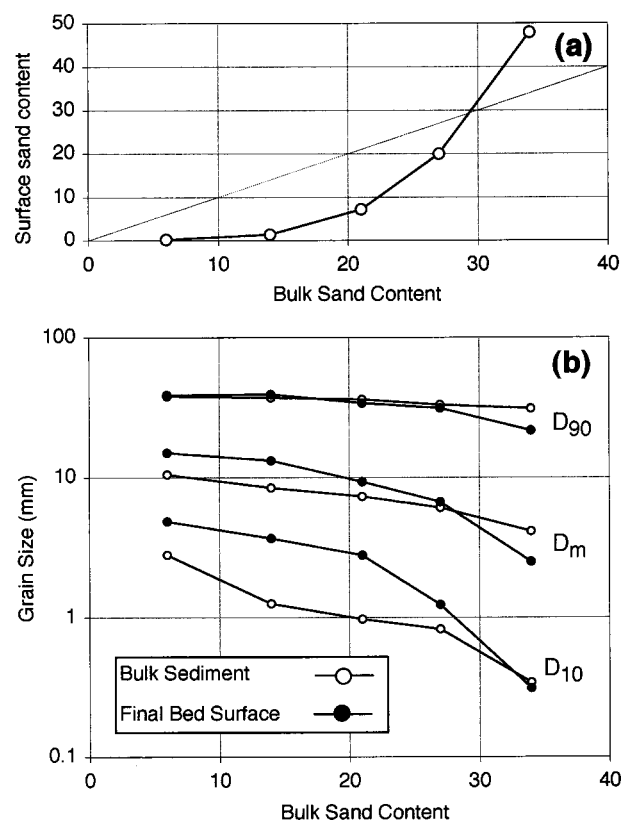 50
40
30
20
10
0
Surface sand content
(a)
0
10
20
30
40
Bulk Sand Content
100
10
1
0.1
Grain Size (mm)
(b)
D90
Dm
D10
Bulk Sediment
Final Bed Surface
0
10
20
30
40
Bulk Sand Content